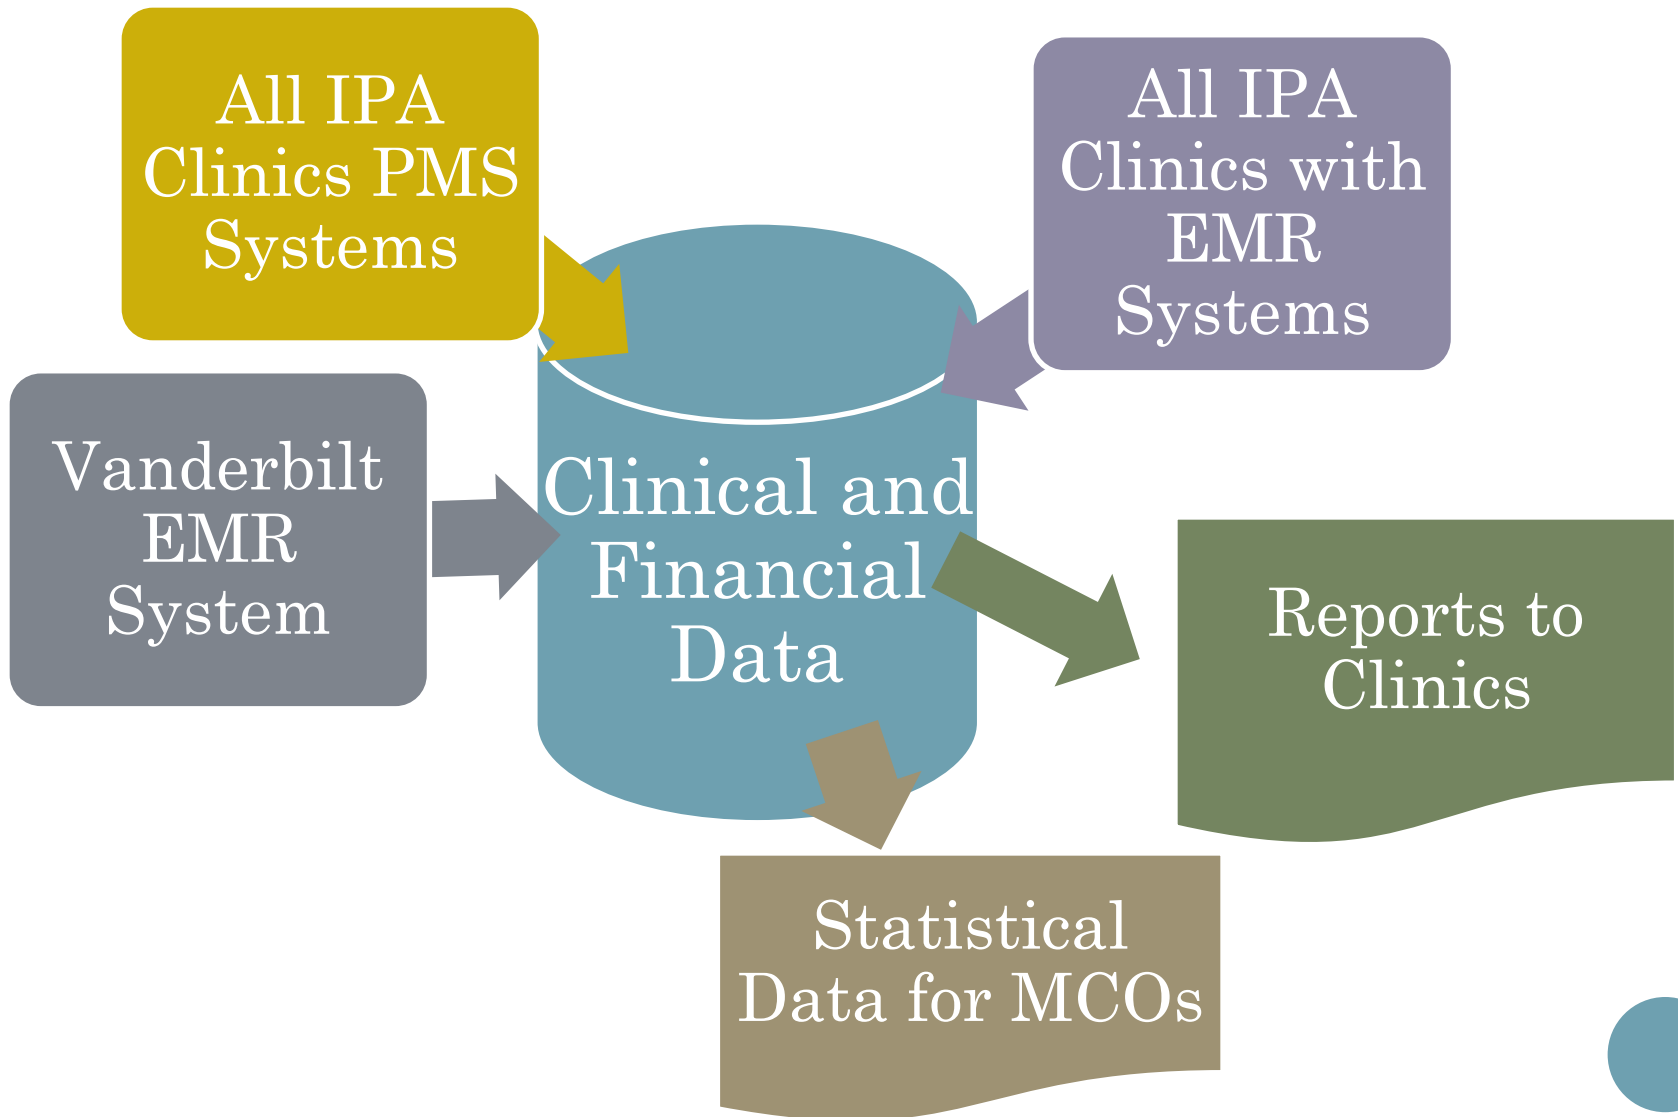 All IPA
Clinics PMS
Systems
All IPA
Clinics with
EMR
Systems
Vanderbilt
EMR
System
Clinical and
Financial
Data
Reports to
Clinics
Statistical
Data for MCOs